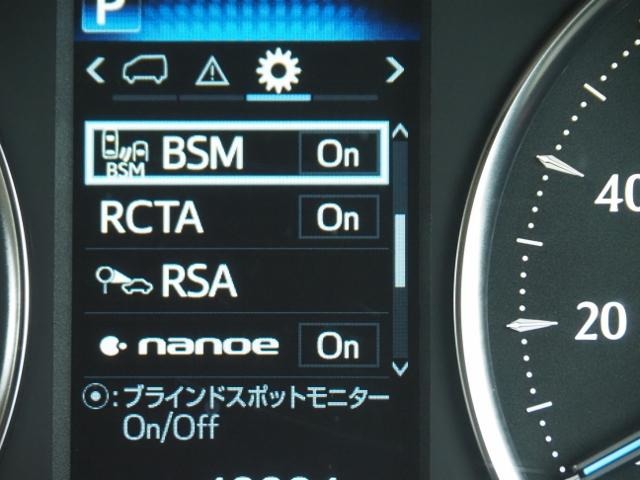 P
BSM BSM On
RCTA On
RSA
nanoe On
:ブラインドスポットモニター
On/Off
40
20